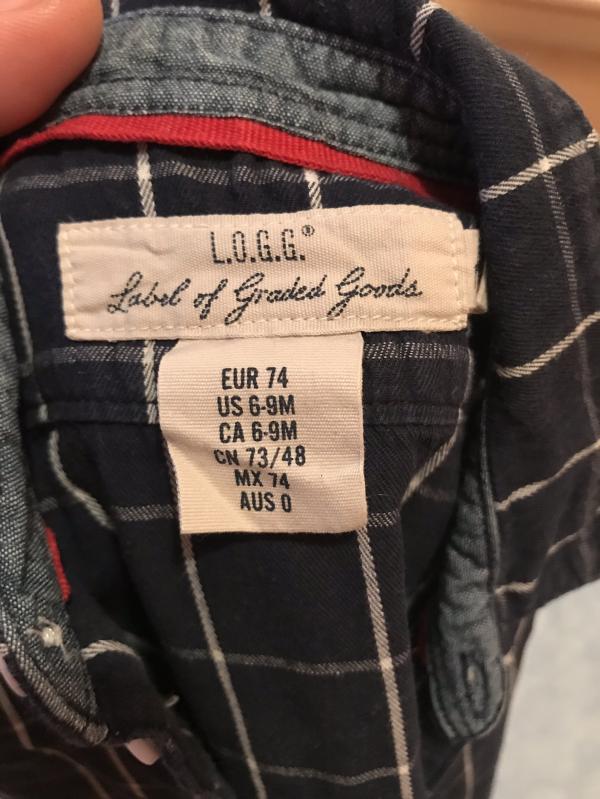 L.O.G.G.®
Label of Graded Goods
EUR 74
US 6-9M
CA 6-9M
CN 73/48
MX 74
AUS 0